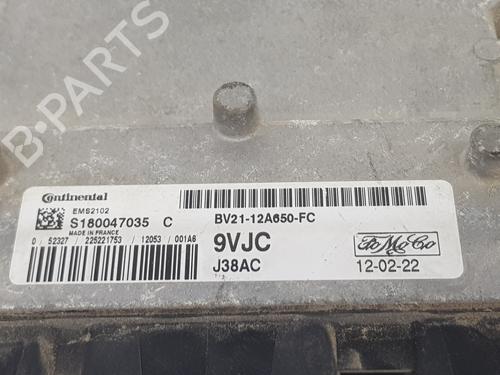 B-PARTS
Continental
EMS2102
S180047035 C
MADE IN FRANCE
0 52327 / 225221753 / 12053 / 001A6
BV21-12A650-FC
9VJC
J38AC
FoMoCo
12-02-22